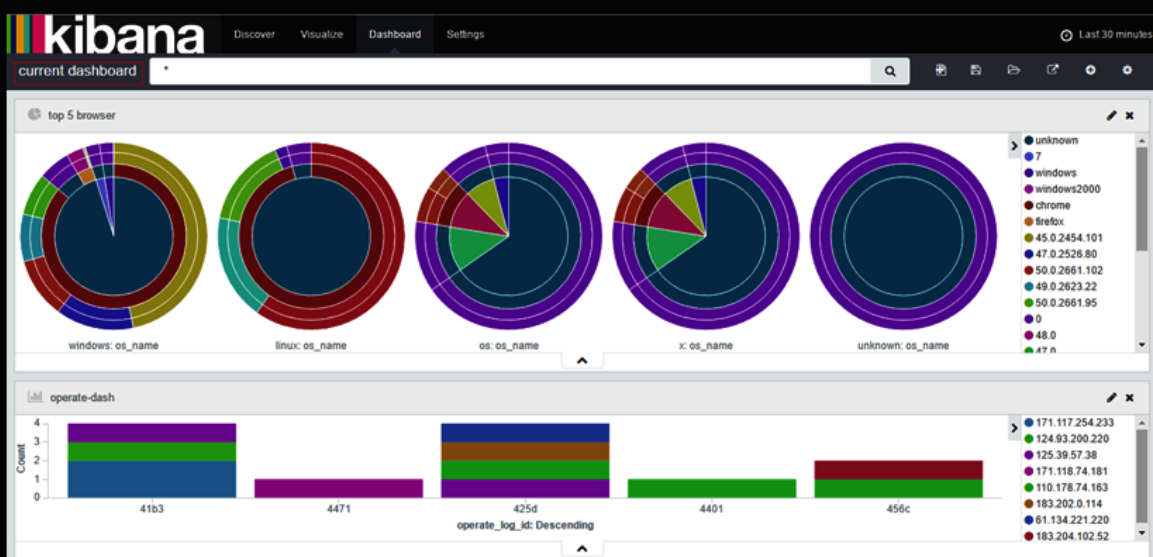 kibana
Discover Visualize Dashboard Settings Last 30 minutes
current dashboard *
top 5 browser
windows: os_name
linux: os_name
os: os_name
x: os_name
unknown: os_name
unknown
7
windows
windows2000
chrome
firefox
45.0.2454.101
47.0.2526.80
50.0.2661.102
49.0.2623.22
50.0.2661.95
0
48.0
47.0
operate-dash
Count
4
3
2
1
0
41b3 4471 425d 4401 456c
operate_log_id: Descending
171.117.254.233
124.93.200.220
125.39.57.38
171.118.74.181
110.178.74.163
183.202.0.114
61.134.221.220
183.204.102.52